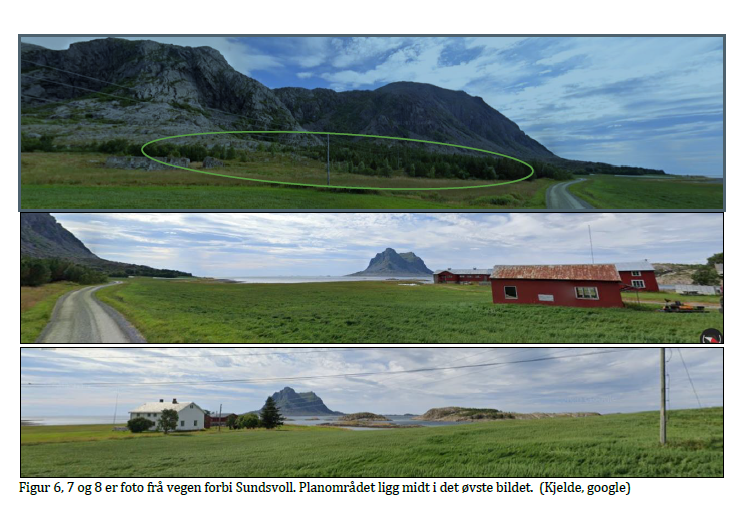 Figur 6, 7 og 8 er foto frå vegen forbi Sundsvoll. Planområdet ligg midt i det øvste bildet.  (Kjelde, google)